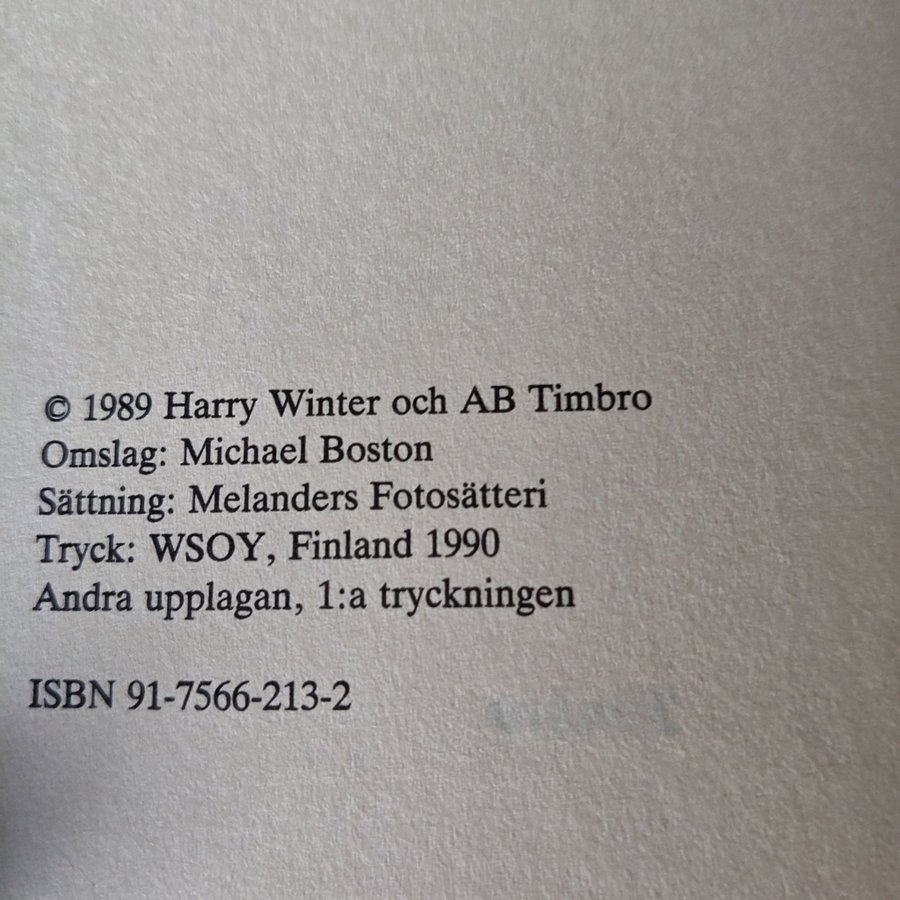 © 1989 Harry Winter och AB Timbro
Omslag: Michael Boston
Sättning: Melanders Fotosätteri
Tryck: WSOY, Finland 1990
Andra upplagan, 1:a tryckningen
ISBN 91-7566-213-2